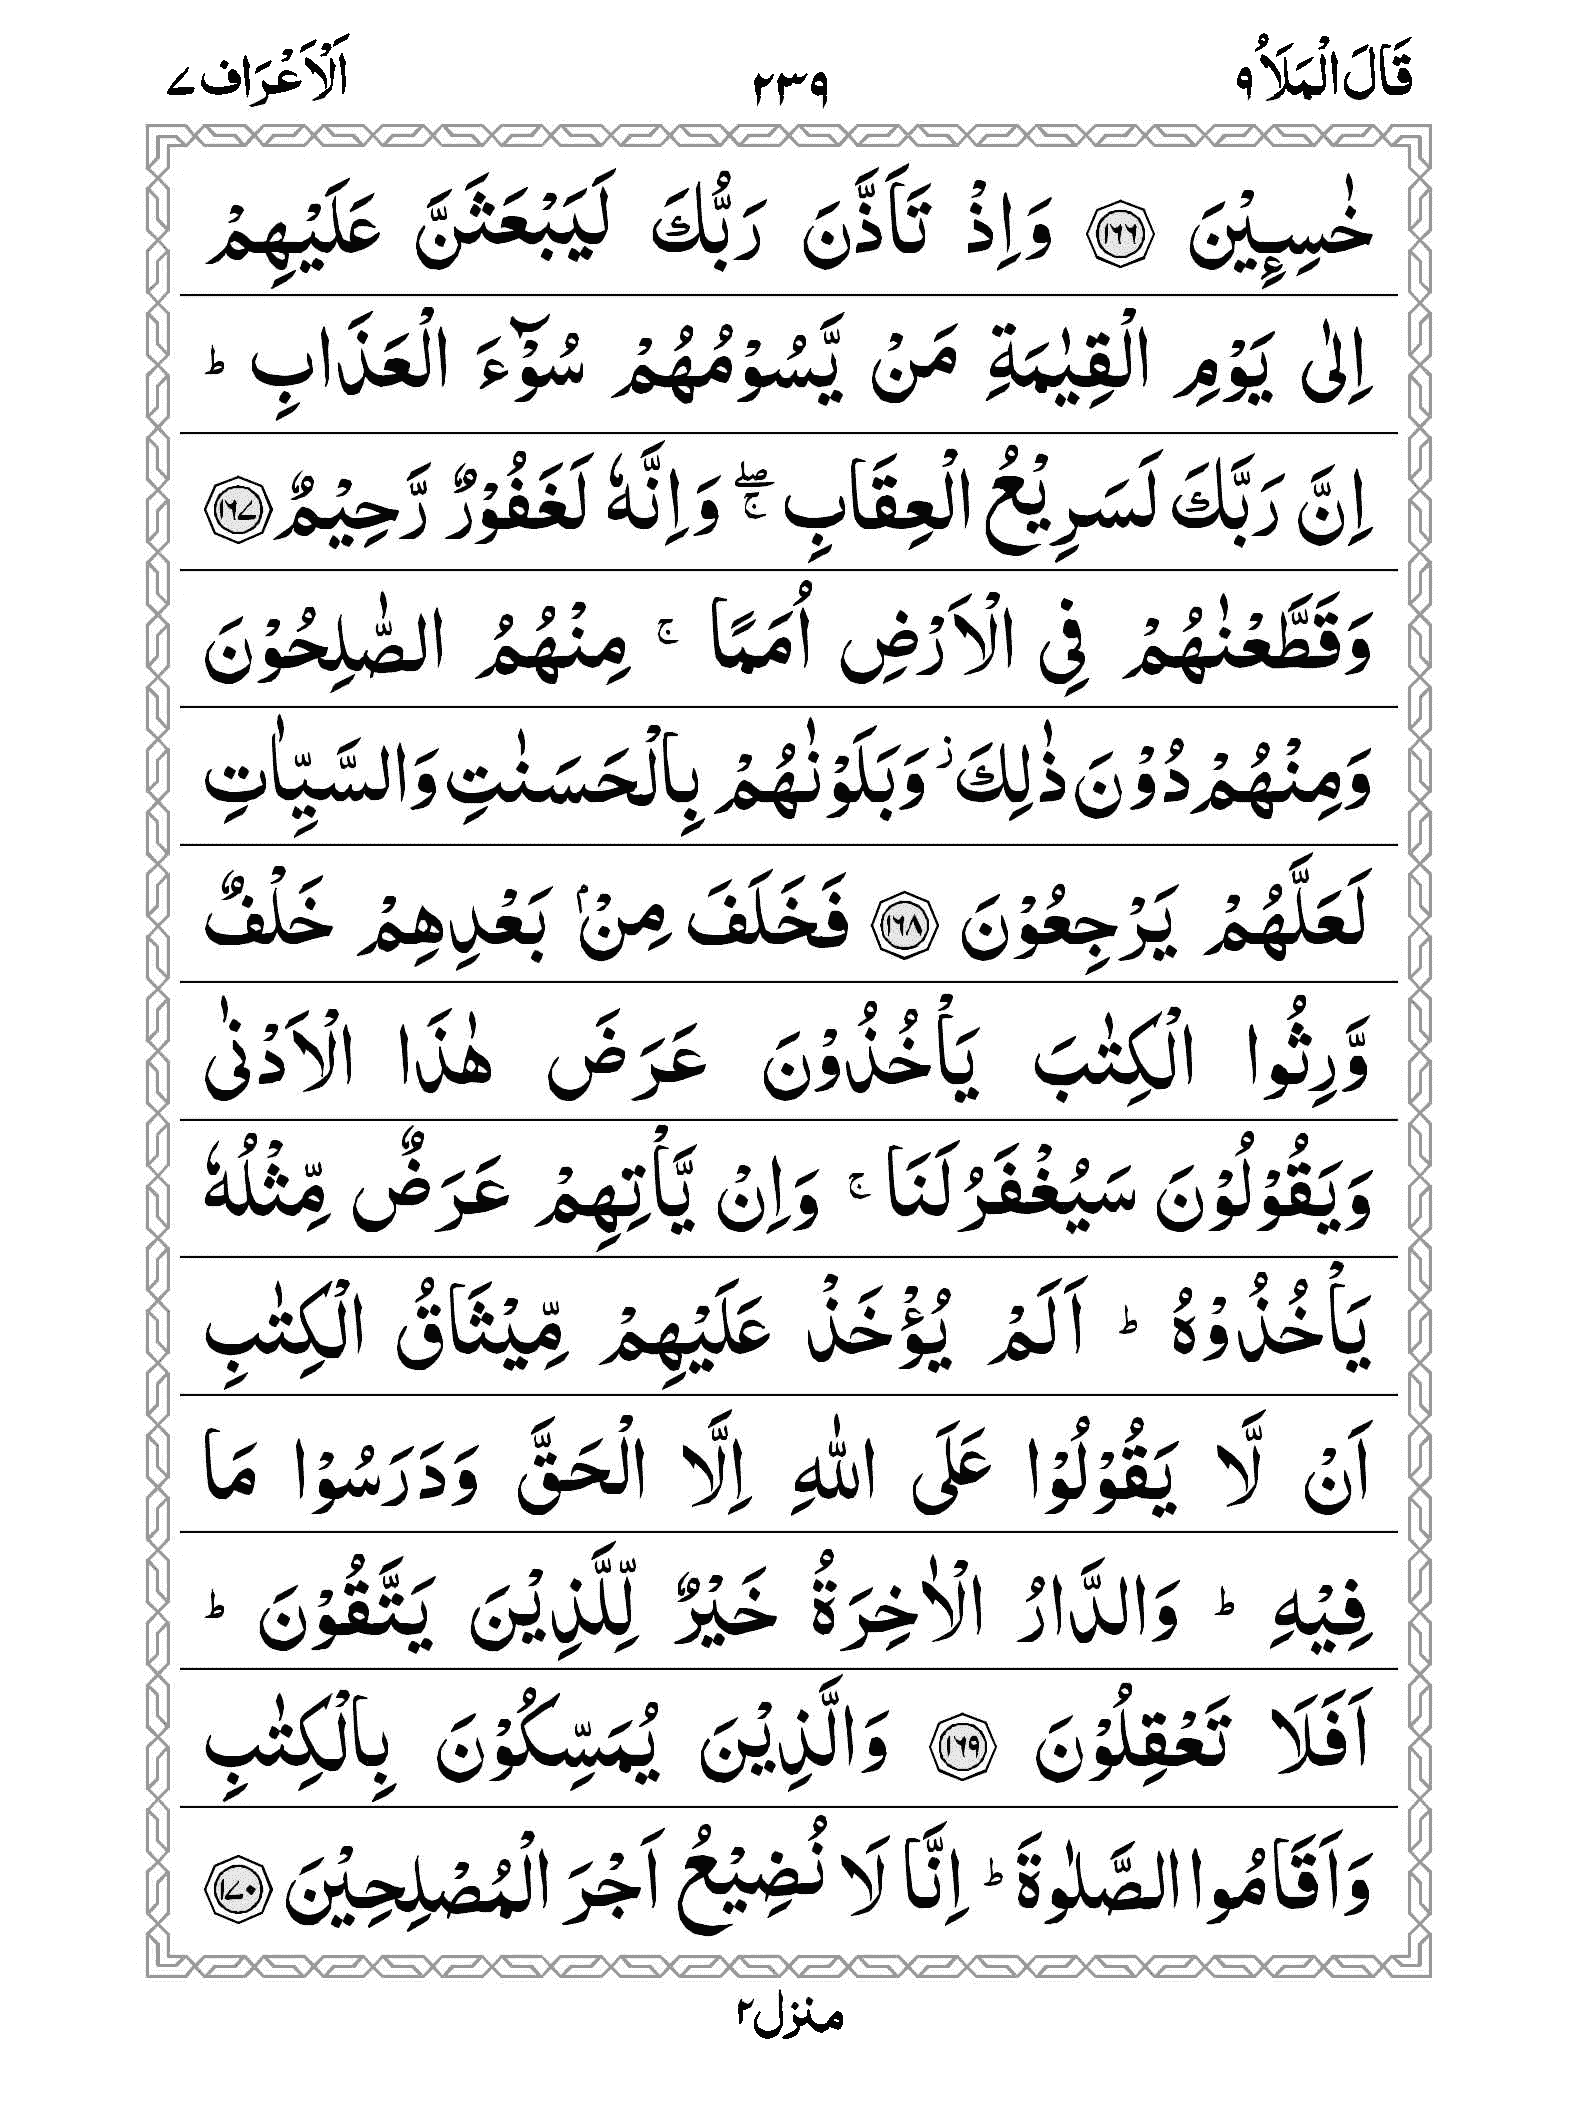 قَالَ الْمَلَاُ ٩ ٢٣٩ اَلْاَعْرَاف ٧
خٰسِـِٕيْنَ ﴿١٦٦﴾ وَاِذْ تَاَذَّنَ رَبُّكَ لَيَبْعَثَنَّ عَلَيْهِمْ
اِلٰى يَوْمِ الْقِيٰمَةِ مَنْ يَّسُوْمُهُمْ سُوْٓءَ الْعَذَابِ ؕ
اِنَّ رَبَّكَ لَسَرِيْعُ الْعِقَابِ ۖۚ وَاِنَّهٗ لَغَفُوْرٌ رَّحِيْمٌ ﴿١٦٧﴾
وَقَطَّعْنٰهُمْ فِى الْاَرْضِ اُمَمًا ۚ مِنْهُمُ الصّٰلِحُوْنَ
وَمِنْهُمْ دُوْنَ ذٰلِكَ ؗ وَبَلَوْنٰهُمْ بِالْحَسَنٰتِ وَالسَّيِّاٰتِ
لَعَلَّهُمْ يَرْجِعُوْنَ ﴿١٦٨﴾ فَخَلَفَ مِنْۢ بَعْدِهِمْ خَلْفٌ
وَّرِثُوا الْكِتٰبَ يَاْخُذُوْنَ عَرَضَ هٰذَا الْاَدْنٰى
وَيَقُوْلُوْنَ سَيُغْفَرُ لَنَا ۚ وَاِنْ يَّاْتِهِمْ عَرَضٌ مِّثْلُهٗ
يَاْخُذُوْهُ ؕ اَلَمْ يُؤْخَذْ عَلَيْهِمْ مِّيْثَاقُ الْكِتٰبِ
اَنْ لَّا يَقُوْلُوْا عَلَى اللّٰهِ اِلَّا الْحَقَّ وَدَرَسُوْا مَا
فِيْهِ ؕ وَالدَّارُ الْاٰخِرَةُ خَيْرٌ لِّلَّذِيْنَ يَتَّقُوْنَ ؕ
اَفَلَا تَعْقِلُوْنَ ﴿١٦٩﴾ وَالَّذِيْنَ يُمَسِّكُوْنَ بِالْكِتٰبِ
وَاَقَامُوا الصَّلٰوةَ ؕ اِنَّا لَا نُضِيْعُ اَجْرَ الْمُصْلِحِيْنَ ﴿١٧٠﴾
منزل ٢